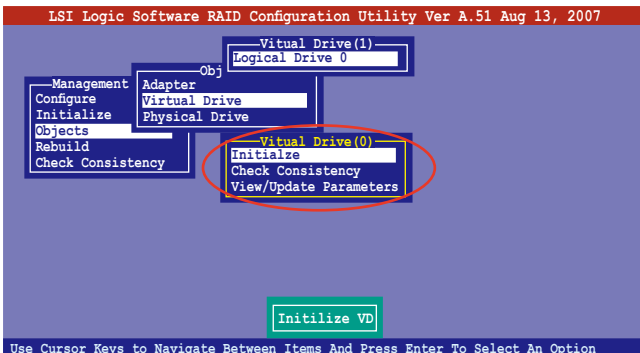 LSI Logic Software RAID Configuration Utility Ver A.51 Aug 13, 2007
Vitual Drive(1)
Logical Drive 0
Obj
Adapter
Virtual Drive
Physical Drive
Management
Configure
Initialize
Objects
Rebuild
Check Consistency
Vitual Drive(0)
Initialze
Check Consistency
View/Update Parameters
Initilize VD
Use Cursor Keys to Navigate Between Items And Press Enter To Select An Option